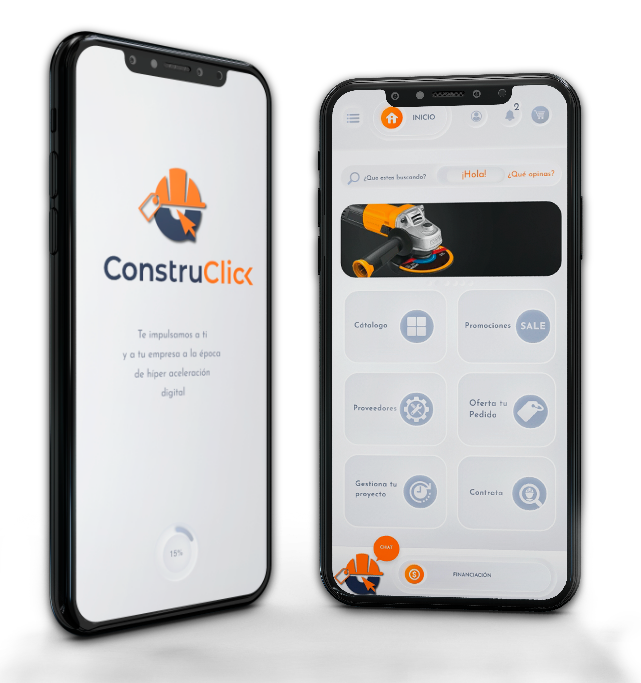 ConstruClick
Te impulsamos a ti
y a tu empresa a la época
de hiper aceleración
digital
15%
INICIO
2
¿Que estas buscando?
¡Hola!
¿Qué opinas?
Cátologo
Promociones
SALE
Proveedores
Oferta tu
Pedido
Gestiona tu
proyecto
Contrata
CHAT
FINANCIACIÓN